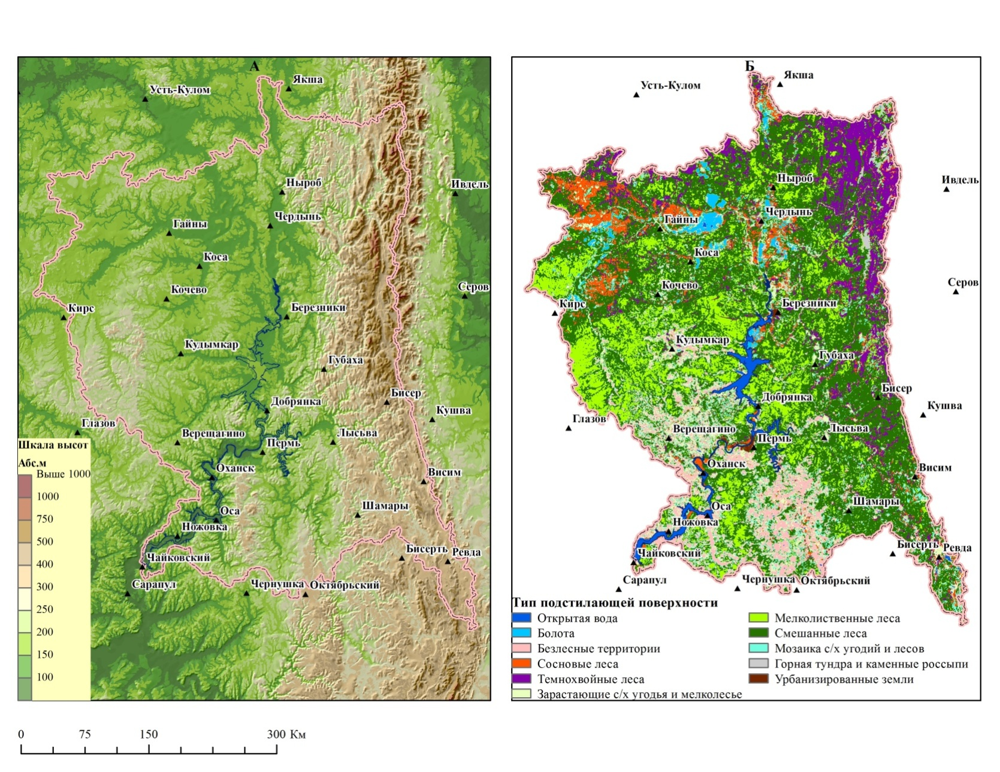 А
Якша
Усть-Кулом
Ныроб
Ивдель
Чердынь
Гайны
Коса
Серов
Кочево
Кирс
Березники
Кудымкар
Губаха
Бисер
Добрянка
Кушва
Глазов
Верещагино
Лысьва
Пермь
Шкала высот
Абс.м
Выше 1000
1000
750
500
400
300
250
200
150
100
Оханск
Висим
Шамары
Оса
Ножовка
Бисерть
Ревда
Чайковский
Сарапул
Чернушка
Октябрьский
Б
Якша
Усть-Кулом
Ныроб
Ивдель
Чердынь
Гайны
Коса
Серов
Кочево
Кирс
Березники
Кудымкар
Губаха
Бисер
Добрянка
Кушва
Глазов
Верещагино
Лысьва
Пермь
Оханск
Висим
Шамары
Оса
Ножовка
Бисерть
Ревда
Чайковский
Сарапул
Чернушка
Октябрьский
Тип подстилающей поверхности
Открытая вода
Болота
Безлесные территории
Сосновые леса
Темнохвойные леса
Зарастающие с/х угодья и мелколесье
Мелколиственные леса
Смешанные леса
Мозаика с/х угодий и лесов
Горная тундра и каменные россыпи
Урбанизированные земли
0 75 150 300 Км